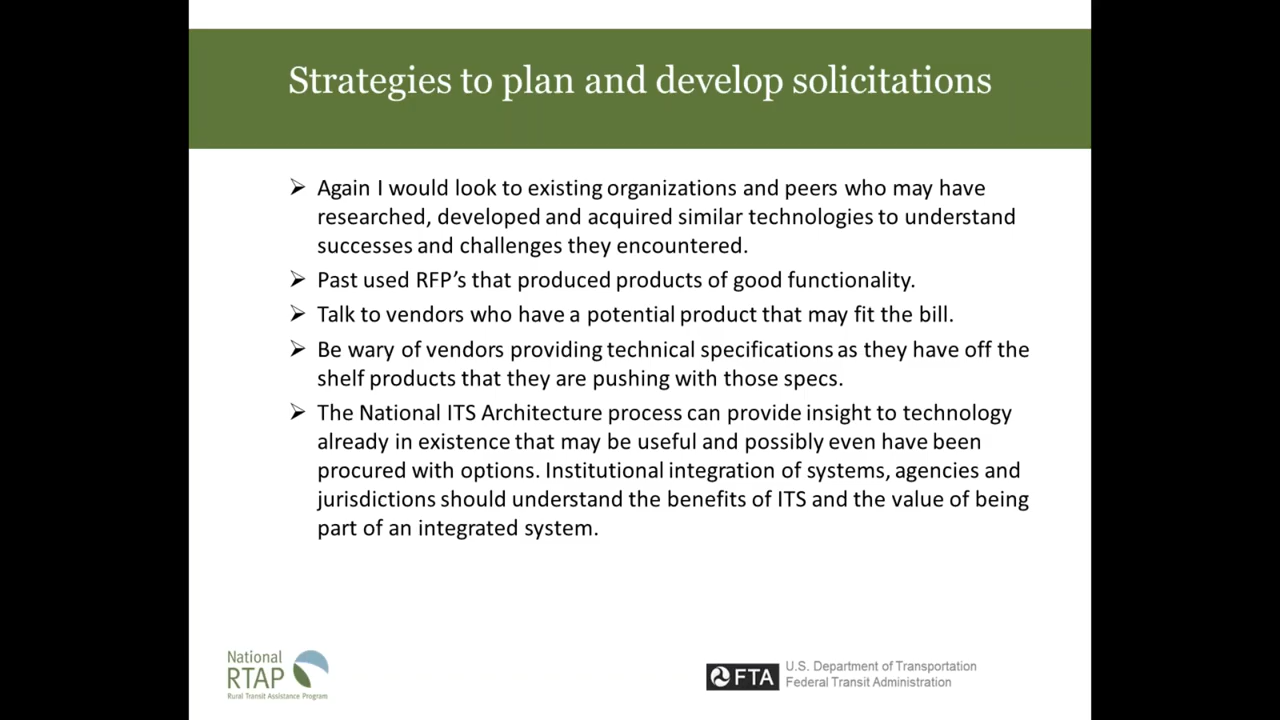 Strategies to plan and develop solicitations
➢ Again I would look to existing organizations and peers who may have
researched, developed and acquired similar technologies to understand
successes and challenges they encountered.
➢ Past used RFP’s that produced products of good functionality.
➢ Talk to vendors who have a potential product that may fit the bill.
➢ Be wary of vendors providing technical specifications as they have off the
shelf products that they are pushing with those specs.
➢ The National ITS Architecture process can provide insight to technology
already in existence that may be useful and possibly even have been
procured with options. Institutional integration of systems, agencies and
jurisdictions should understand the benefits of ITS and the value of being
part of an integrated system.
National
RTAP
Rural Transit Assistance Program
FTA
U.S. Department of Transportation
Federal Transit Administration